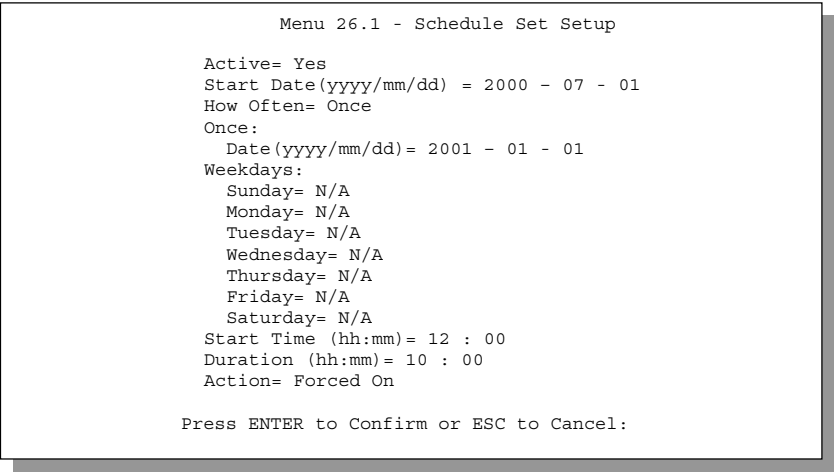 Menu 26.1 - Schedule Set Setup
Active= Yes
Start Date(yyyy/mm/dd) = 2000 – 07 - 01
How Often= Once
Once:
Date(yyyy/mm/dd)= 2001 – 01 - 01
Weekdays:
Sunday= N/A
Monday= N/A
Tuesday= N/A
Wednesday= N/A
Thursday= N/A
Friday= N/A
Saturday= N/A
Start Time (hh:mm)= 12 : 00
Duration (hh:mm)= 10 : 00
Action= Forced On
Press ENTER to Confirm or ESC to Cancel: